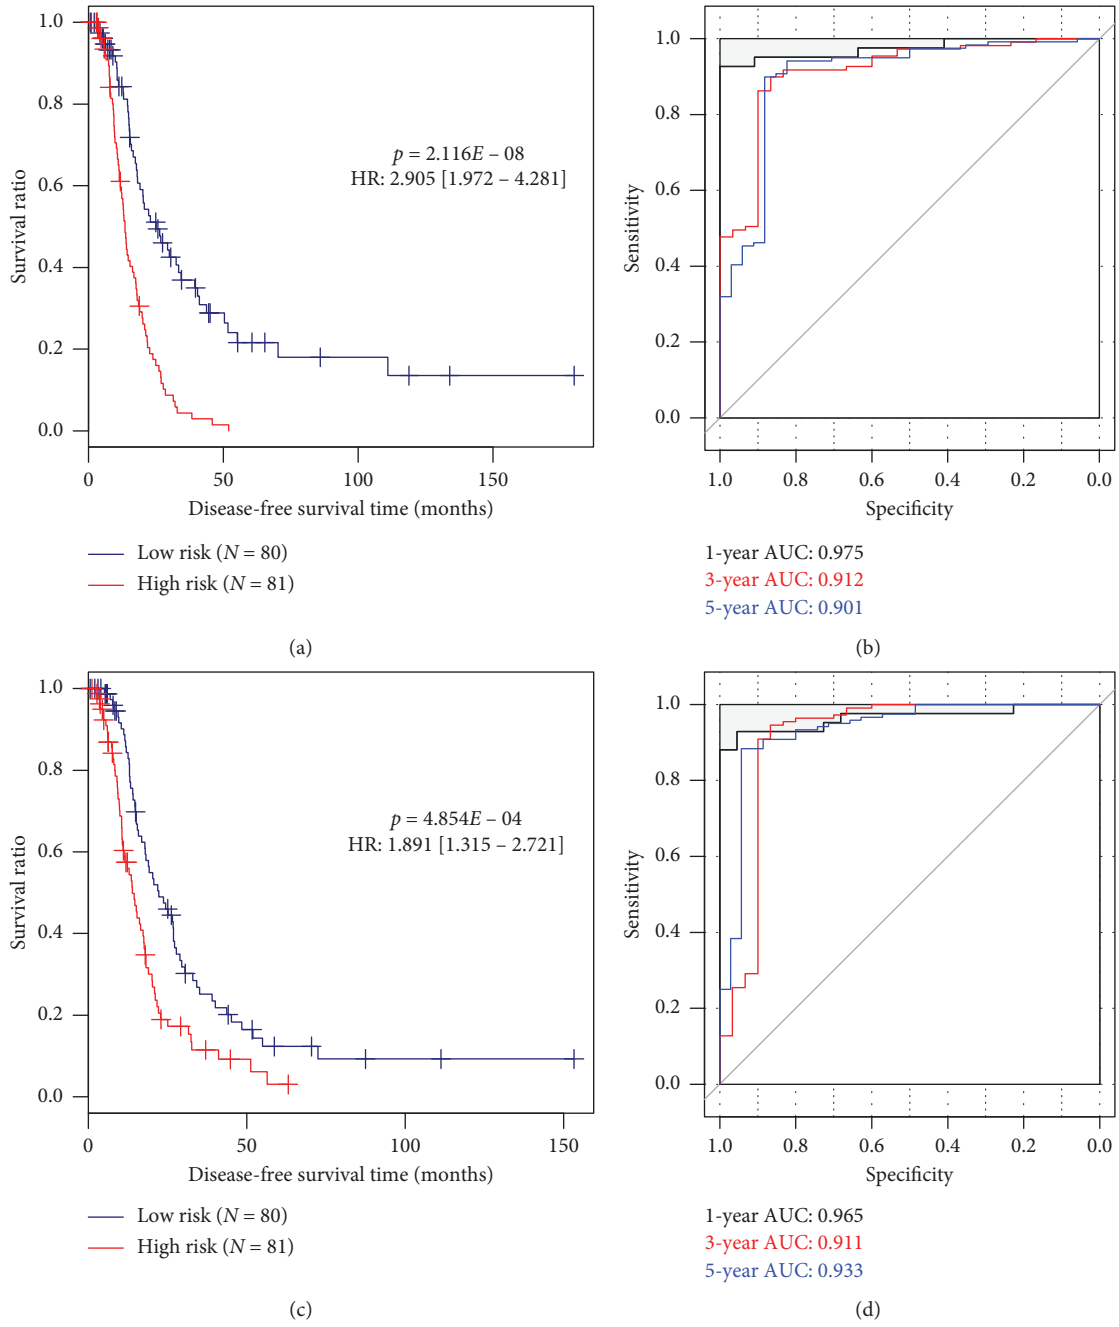 1.0
0.8
0.6
0.4
0.2
0.0
Survival ratio
p = 2.116E – 08
HR: 2.905 [1.972 – 4.281]
0 50 100 150
Disease-free survival time (months)
Low risk (N = 80)
High risk (N = 81)
(a)
1.0
0.8
0.6
0.4
0.2
0.0
Sensitivity
1.0 0.8 0.6 0.4 0.2 0.0
Specificity
1-year AUC: 0.975
3-year AUC: 0.912
5-year AUC: 0.901
(b)
1.0
0.8
0.6
0.4
0.2
0.0
Survival ratio
p = 4.854E – 04
HR: 1.891 [1.315 – 2.721]
0 50 100 150
Disease-free survival time (months)
Low risk (N = 80)
High risk (N = 81)
(c)
1.0
0.8
0.6
0.4
0.2
0.0
Sensitivity
1.0 0.8 0.6 0.4 0.2 0.0
Specificity
1-year AUC: 0.965
3-year AUC: 0.911
5-year AUC: 0.933
(d)